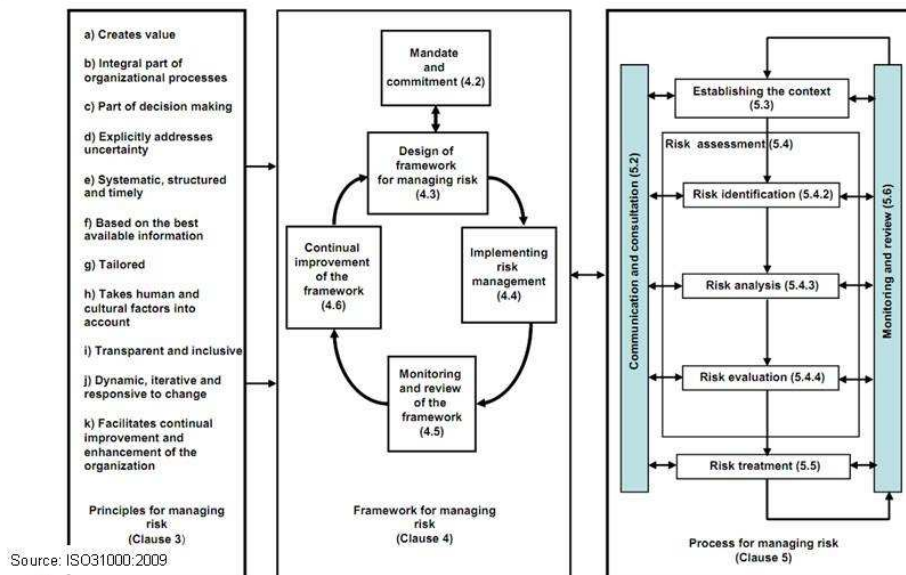 a) Creates value
b) Integral part of
organizational processes
c) Part of decision making
d) Explicitly addresses
uncertainty
e) Systematic, structured
and timely
f) Based on the best
available information
g) Tailored
h) Takes human and
cultural factors into
account
i) Transparent and inclusive
j) Dynamic, iterative and
responsive to change
k) Facilitates continual
improvement and
enhancement of the
organization
Principles for managing
risk
(Clause 3)
Mandate
and
commitment (4.2)
Design of
framework
for managing risk
(4.3)
Continual
improvement
of the
framework
(4.6)
Implementing
risk
management
(4.4)
Monitoring
and review
of the
framework
(4.5)
Framework for managing
risk
(Clause 4)
Communication and consultation (5.2)
Establishing the context
(5.3)
Risk assessment (5.4)
Risk identification (5.4.2)
Risk analysis (5.4.3)
Risk evaluation (5.4.4)
Risk treatment (5.5)
Monitoring and review (5.6)
Process for managing risk
(Clause 5)
Source: ISO31000:2009